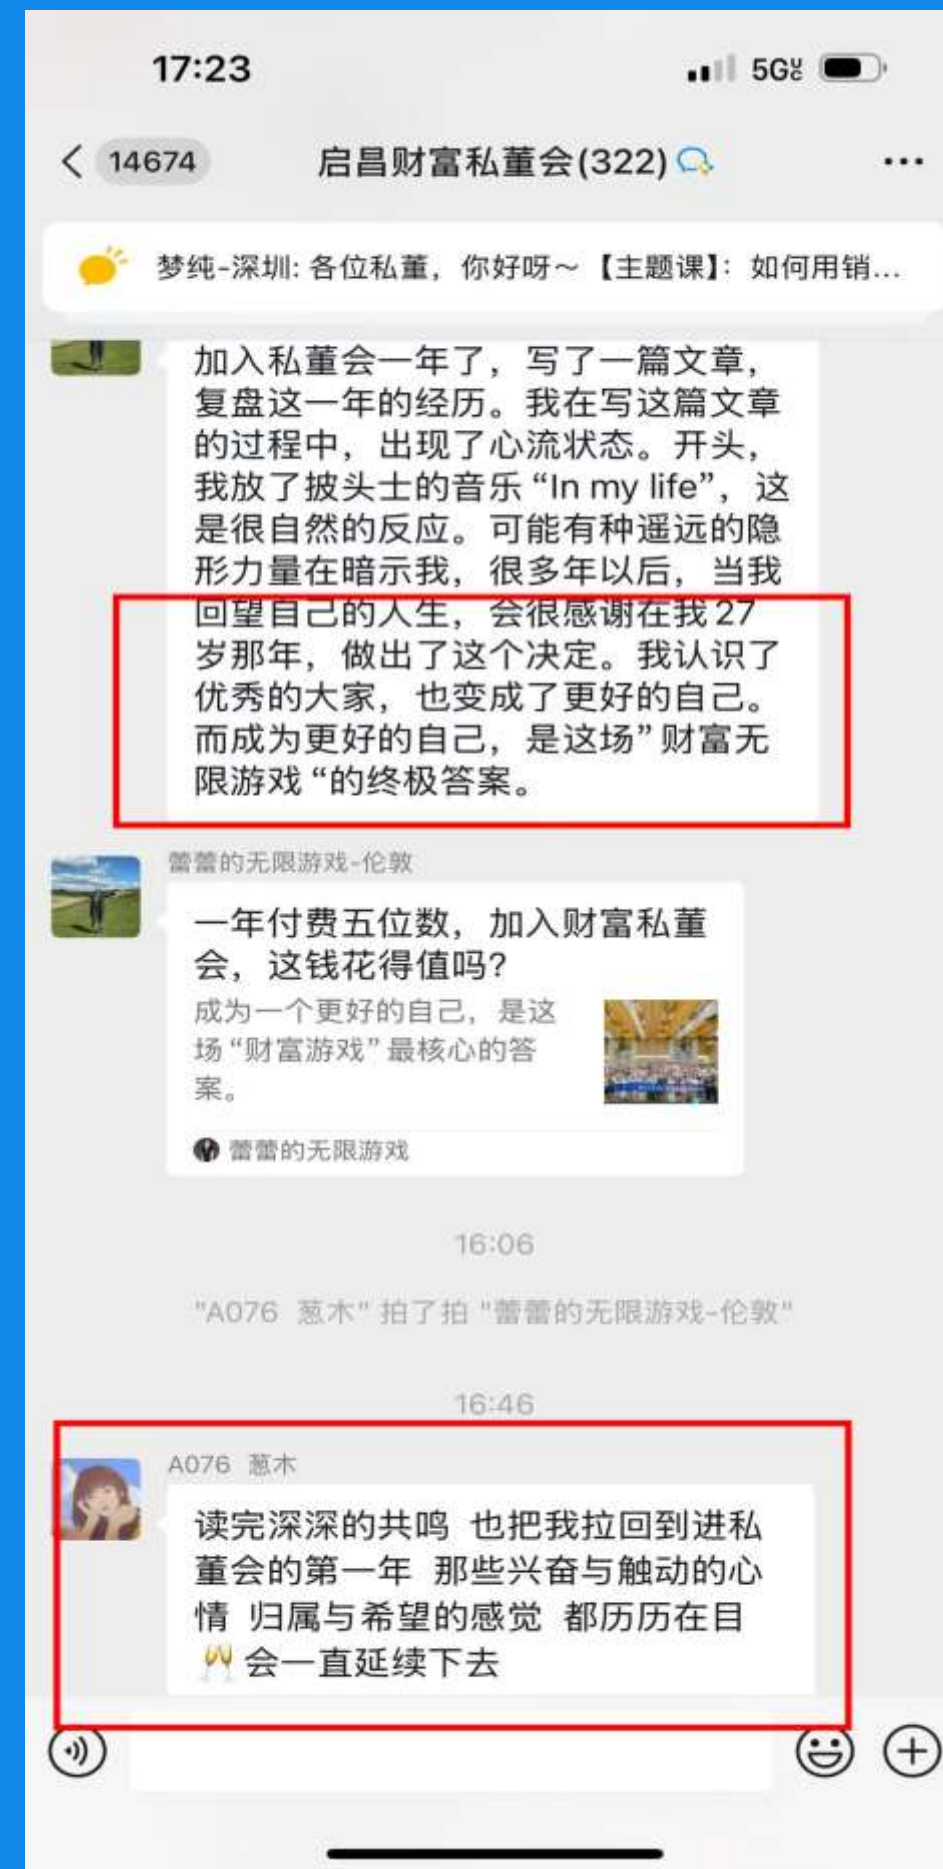 17:23
5G
14674
启昌财富私董会(322)
梦纯-深圳: 各位私董，你好呀～【主题课】：如何用销...
加入私董会一年了，写了一篇文章，
复盘这一年的经历。我在写这篇文章
的过程中，出现了心流状态。开头，
我放了披头士的音乐“In my life”，这
是很自然的反应。可能有种遥远的隐
形力量在暗示我，很多年以后，当我
回望自己的人生，会很感谢在我27
岁那年，做出了这个决定。我认识了
优秀的大家，也变成了更好的自己。
而成为更好的自己，是这场”财富无
限游戏“的终极答案。
蕾蕾的无限游戏-伦敦
一年付费五位数，加入财富私董
会，这钱花得值吗？
成为一个更好的自己，是这
场“财富游戏”最核心的答
案。
蕾蕾的无限游戏
16:06
"A076 葱木" 拍了拍 "蕾蕾的无限游戏-伦敦"
16:46
A076 葱木
读完深深的共鸣 也把我拉回到进私
董会的第一年 那些兴奋与触动的心
情 归属与希望的感觉 都历历在目
🥂 会一直延续下去